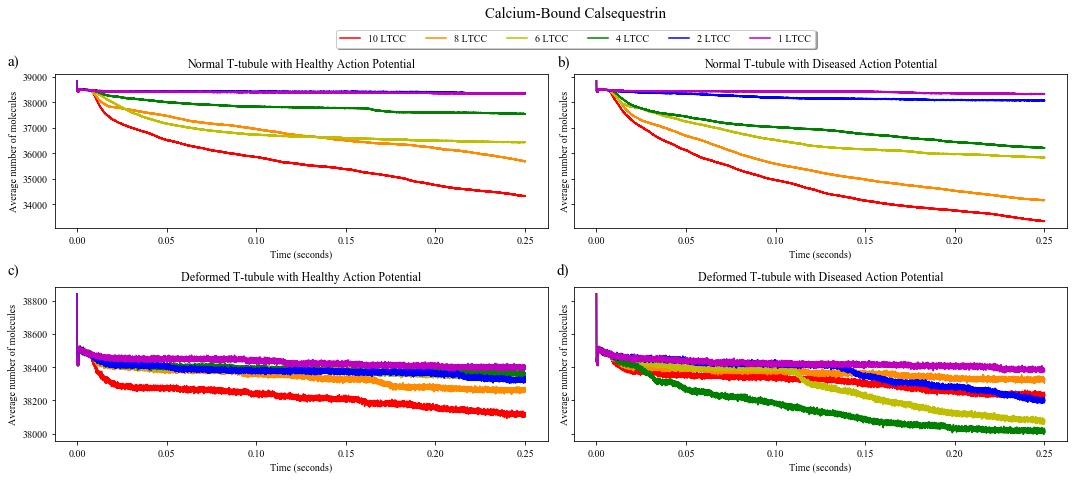 Calcium-Bound Calsequestrin
10 LTCC 8 LTCC 6 LTCC 4 LTCC 2 LTCC 1 LTCC
a) Normal T-tubule with Healthy Action Potential
39000
38000
37000
36000
35000
34000
Average number of molecules
0.00 0.05 0.10 0.15 0.20 0.25
Time (seconds)
b) Normal T-tubule with Diseased Action Potential
Average number of molecules
0.00 0.05 0.10 0.15 0.20 0.25
Time (seconds)
c) Deformed T-tubule with Healthy Action Potential
38800
38600
38400
38200
38000
Average number of molecules
0.00 0.05 0.10 0.15 0.20 0.25
Time (seconds)
d) Deformed T-tubule with Diseased Action Potential
Average number of molecules
0.00 0.05 0.10 0.15 0.20 0.25
Time (seconds)